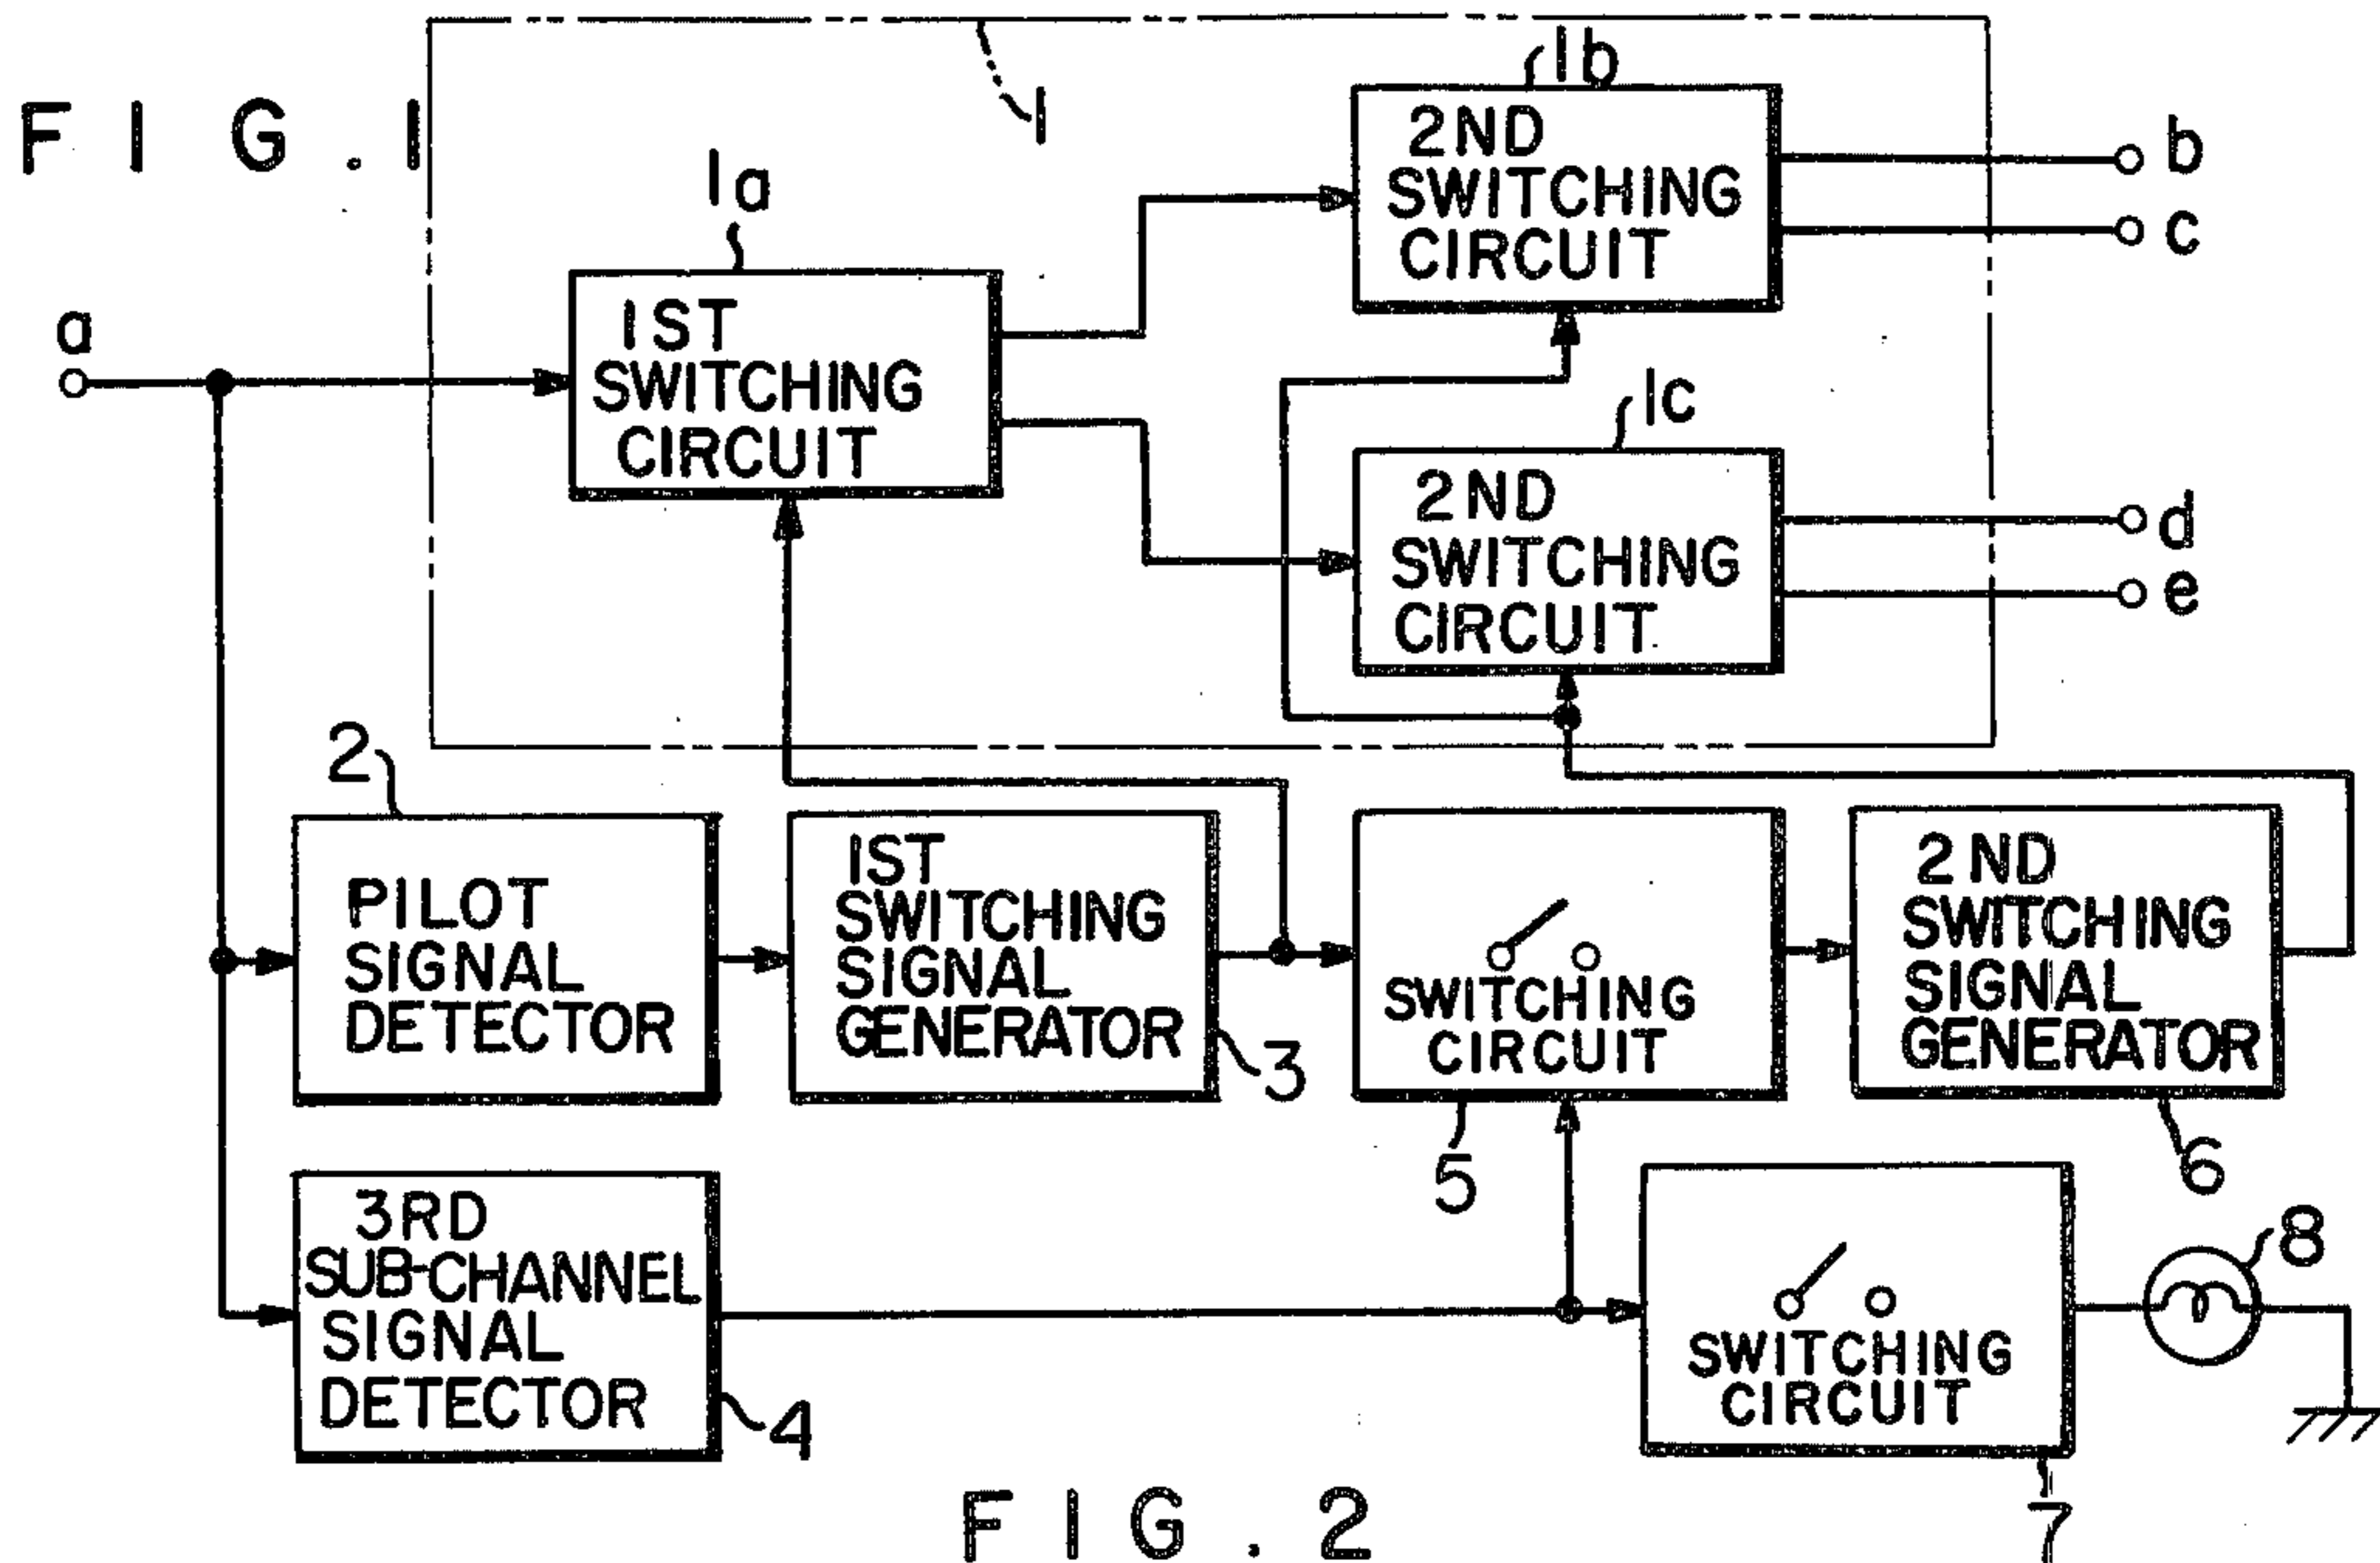 FIG.1
1
1a
1b
1c
a
b
c
d
e
1ST
SWITCHING
CIRCUIT
2ND
SWITCHING
CIRCUIT
2ND
SWITCHING
CIRCUIT
2
PILOT
SIGNAL
DETECTOR
1ST
SWITCHING
SIGNAL
GENERATOR
3
SWITCHING
CIRCUIT
5
2ND
SWITCHING
SIGNAL
GENERATOR
6
3RD
SUB-CHANNEL
SIGNAL
DETECTOR
4
SWITCHING
CIRCUIT
7
8
FIG.2